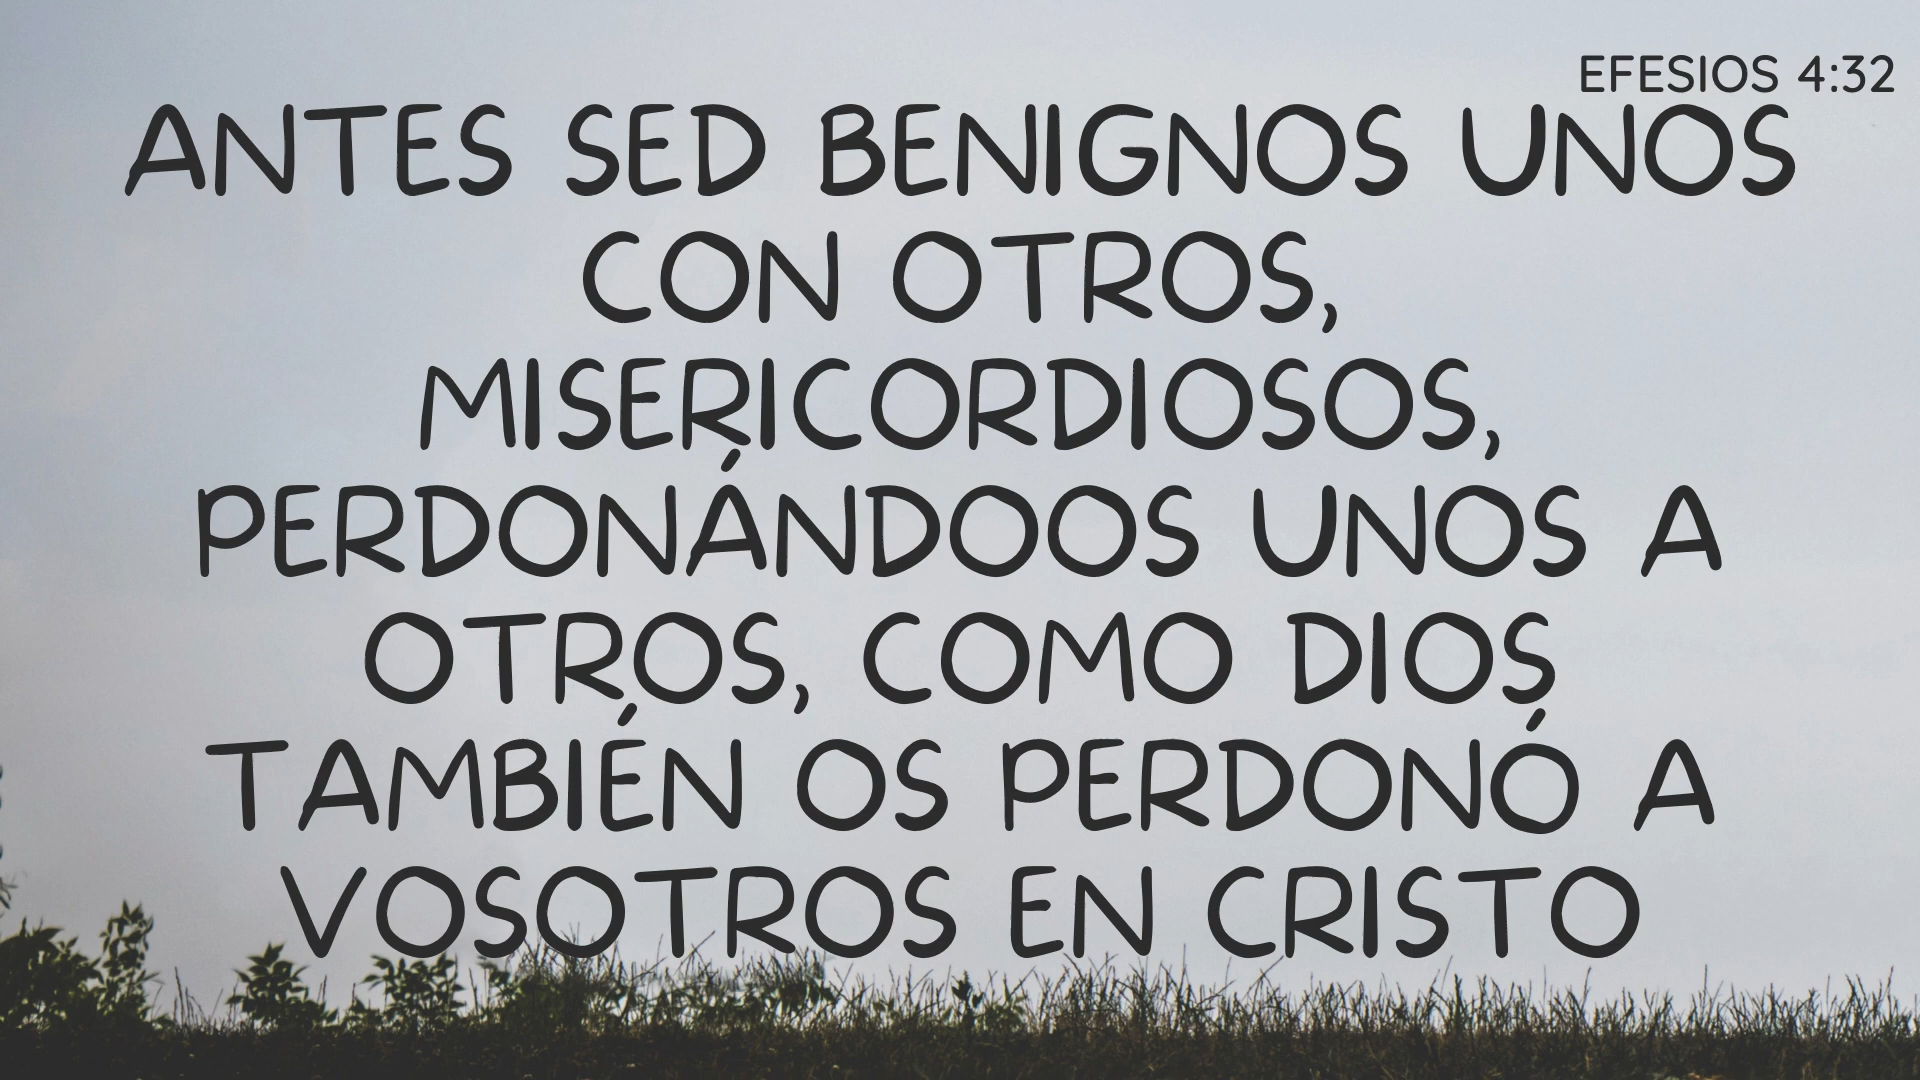 EFESIOS 4:32
ANTES SED BENIGNOS UNOS
CON OTROS,
MISERICORDIOSOS,
PERDONÁNDOOS UNOS A
OTROS, COMO DIOS
TAMBIÉN OS PERDONÓ A
VOSOTROS EN CRISTO